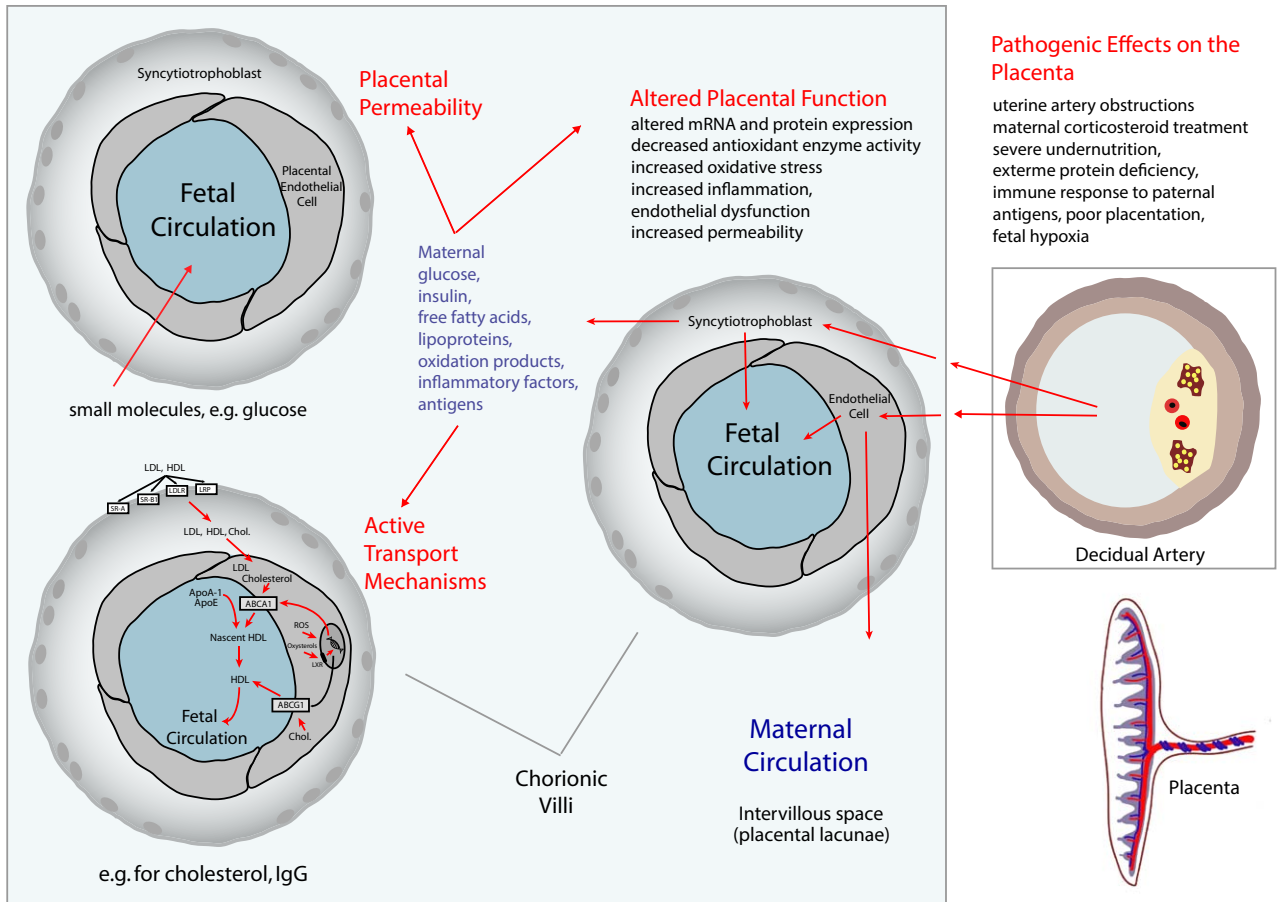 Syncytiotrophoblast
Placental
Endothelial
Cell
Fetal
Circulation
small molecules, e.g. glucose
Placental
Permeability
Altered Placental Function
altered mRNA and protein expression
decreased antioxidant enzyme activity
increased oxidative stress
increased inflammation,
endothelial dysfunction
increased permeability
Pathogenic Effects on the
Placenta
uterine artery obstructions
maternal corticosteroid treatment
severe undernutrition,
exterme protein deficiency,
immune response to paternal
antigens, poor placentation,
fetal hypoxia
Maternal
glucose,
insulin,
free fatty acids,
lipoproteins,
oxidation products,
inflammatory factors,
antigens
Syncytiotrophoblast
Endothelial
Cell
Fetal
Circulation
Decidual Artery
LDL, HDL
SR-A
SR-B1
LDLR
LRP
LDL, HDL, Chol.
LDL
Cholesterol
ApoA-1
ApoE
ABCA1
Nascent HDL
ROS
Oxysterols
LXR
HDL
ABCG1
Chol.
Fetal
Circulation
e.g. for cholesterol, IgG
Active
Transport
Mechanisms
Chorionic
Villi
Maternal
Circulation
Intervillous space
(placental lacunae)
Placenta